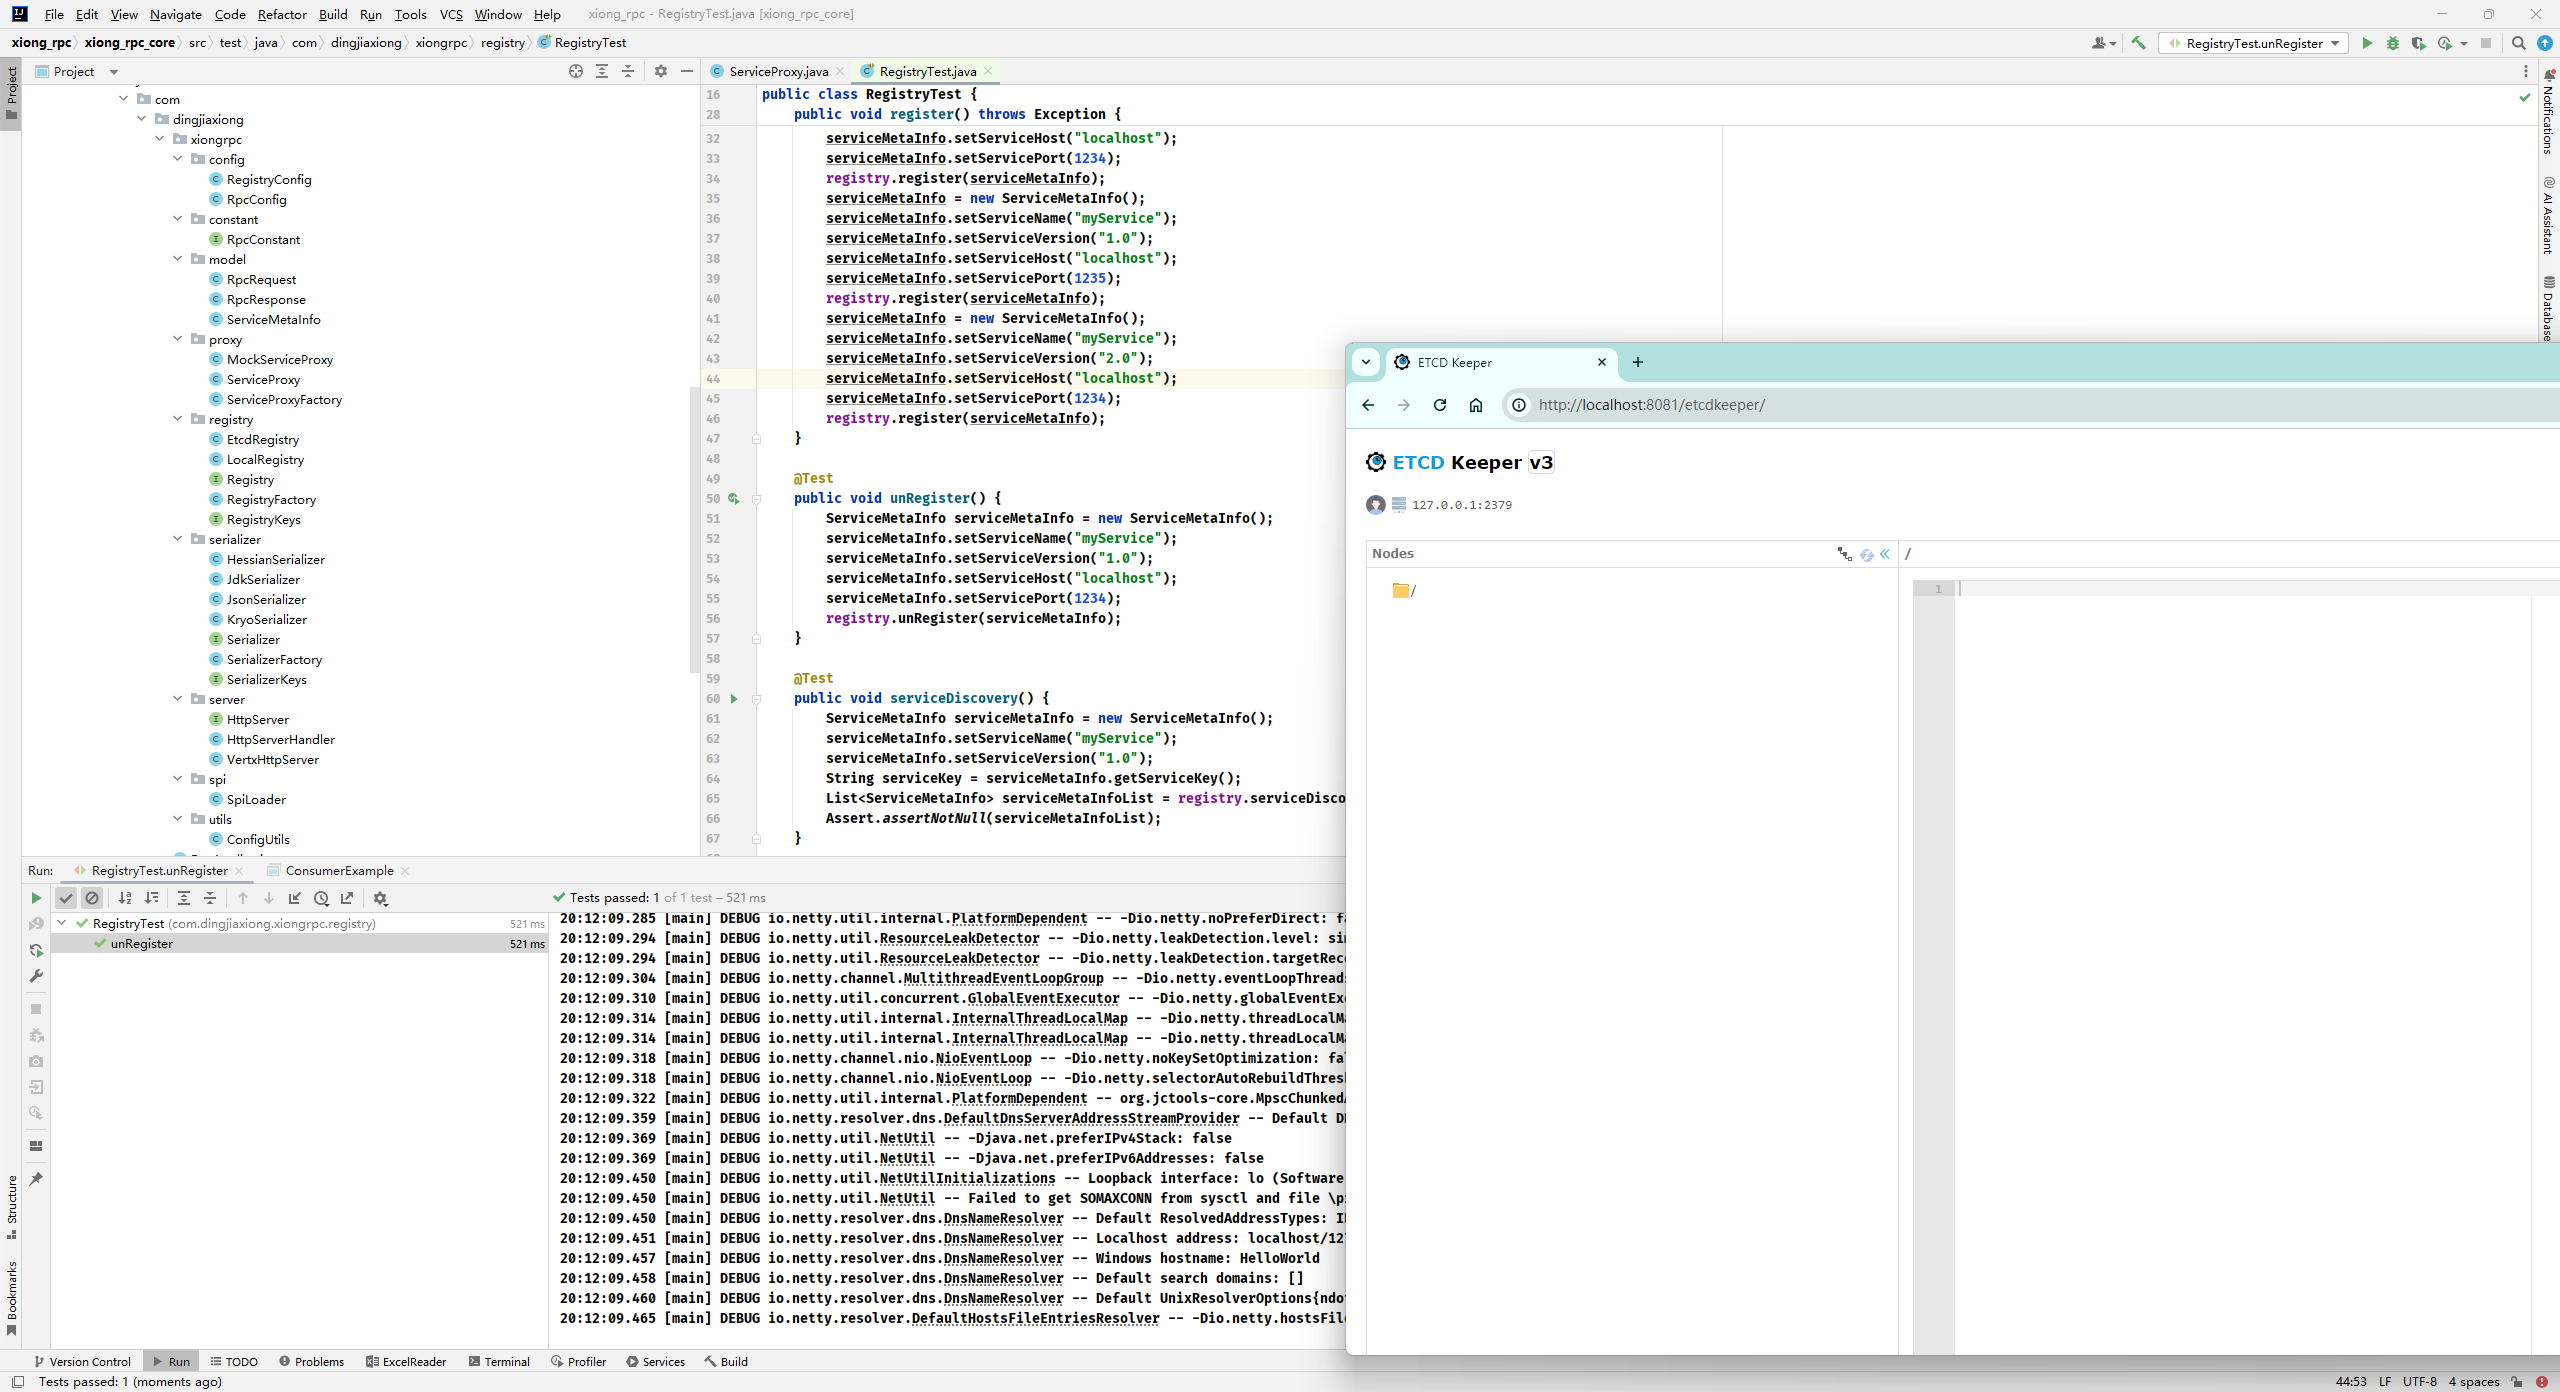 File Edit View Navigate Code Refactor Build Run Tools VCS Window Help xiong_rpc - RegistryTest.java [xiong_rpc_core]
xiong_rpc xiong_rpc_core src test java com dingjiaxiong xiongrpc registry RegistryTest
RegistryTest.unRegister
Project
ServiceProxy.java
RegistryTest.java
Project
com
dingjiaxiong
xiongrpc
config
RegistryConfig
RpcConfig
constant
RpcConstant
model
RpcRequest
RpcResponse
ServiceMetaInfo
proxy
MockServiceProxy
ServiceProxy
ServiceProxyFactory
registry
EtcdRegistry
LocalRegistry
Registry
RegistryFactory
RegistryKeys
serializer
HessianSerializer
JdkSerializer
JsonSerializer
KryoSerializer
Serializer
SerializerFactory
SerializerKeys
server
HttpServer
HttpServerHandler
VertxHttpServer
spi
SpiLoader
utils
ConfigUtils
16 public class RegistryTest {
28 public void register() throws Exception {
32 serviceMetaInfo.setServiceHost("localhost");
33 serviceMetaInfo.setServicePort(1234);
34 registry.register(serviceMetaInfo);
35 serviceMetaInfo = new ServiceMetaInfo();
36 serviceMetaInfo.setServiceName("myService");
37 serviceMetaInfo.setServiceVersion("1.0");
38 serviceMetaInfo.setServiceHost("localhost");
39 serviceMetaInfo.setServicePort(1235);
40 registry.register(serviceMetaInfo);
41 serviceMetaInfo = new ServiceMetaInfo();
42 serviceMetaInfo.setServiceName("myService");
43 serviceMetaInfo.setServiceVersion("2.0");
44 serviceMetaInfo.setServiceHost("localhost");
45 serviceMetaInfo.setServicePort(1234);
46 registry.register(serviceMetaInfo);
47 }
48
49 @Test
50 public void unRegister() {
51 ServiceMetaInfo serviceMetaInfo = new ServiceMetaInfo();
52 serviceMetaInfo.setServiceName("myService");
53 serviceMetaInfo.setServiceVersion("1.0");
54 serviceMetaInfo.setServiceHost("localhost");
55 serviceMetaInfo.setServicePort(1234);
56 registry.unRegister(serviceMetaInfo);
57 }
58
59 @Test
60 public void serviceDiscovery() {
61 ServiceMetaInfo serviceMetaInfo = new ServiceMetaInfo();
62 serviceMetaInfo.setServiceName("myService");
63 serviceMetaInfo.setServiceVersion("1.0");
64 String serviceKey = serviceMetaInfo.getServiceKey();
65 List<ServiceMetaInfo> serviceMetaInfoList = registry.serviceDisco
66 Assert.assertNotNull(serviceMetaInfoList);
67 }
Notifications
AI Assistant
Database
ETCD Keeper
http://localhost:8081/etcdkeeper/
ETCD Keeper v3
127.0.0.1:2379
Nodes
/
/
1
Run: RegistryTest.unRegister ConsumerExample
Tests passed: 1 of 1 test – 521 ms
RegistryTest (com.dingjiaxiong.xiongrpc.registry) 521 ms
unRegister 521 ms
20:12:09.285 [main] DEBUG io.netty.util.internal.PlatformDependent -- -Dio.netty.noPreferDirect: fa
20:12:09.294 [main] DEBUG io.netty.util.ResourceLeakDetector -- -Dio.netty.leakDetection.level: sim
20:12:09.294 [main] DEBUG io.netty.util.ResourceLeakDetector -- -Dio.netty.leakDetection.targetReco
20:12:09.304 [main] DEBUG io.netty.channel.MultithreadEventLoopGroup -- -Dio.netty.eventLoopThreads
20:12:09.310 [main] DEBUG io.netty.util.concurrent.GlobalEventExecutor -- -Dio.netty.globalEventExe
20:12:09.314 [main] DEBUG io.netty.util.internal.InternalThreadLocalMap -- -Dio.netty.threadLocalMa
20:12:09.314 [main] DEBUG io.netty.util.internal.InternalThreadLocalMap -- -Dio.netty.threadLocalMa
20:12:09.318 [main] DEBUG io.netty.channel.nio.NioEventLoop -- -Dio.netty.noKeySetOptimization: fal
20:12:09.318 [main] DEBUG io.netty.channel.nio.NioEventLoop -- -Dio.netty.selectorAutoRebuildThresh
20:12:09.322 [main] DEBUG io.netty.util.internal.PlatformDependent -- org.jctools-core.MpscChunkedA
20:12:09.359 [main] DEBUG io.netty.resolver.dns.DefaultDnsServerAddressStreamProvider -- Default DN
20:12:09.369 [main] DEBUG io.netty.util.NetUtil -- -Djava.net.preferIPv4Stack: false
20:12:09.369 [main] DEBUG io.netty.util.NetUtil -- -Djava.net.preferIPv6Addresses: false
20:12:09.450 [main] DEBUG io.netty.util.NetUtilInitializations -- Loopback interface: lo (Software
20:12:09.450 [main] DEBUG io.netty.util.NetUtil -- Failed to get SOMAXCONN from sysctl and file \p
20:12:09.450 [main] DEBUG io.netty.resolver.dns.DnsNameResolver -- Default ResolvedAddressTypes: I
20:12:09.451 [main] DEBUG io.netty.resolver.dns.DnsNameResolver -- Localhost address: localhost/127
20:12:09.457 [main] DEBUG io.netty.resolver.dns.DnsNameResolver -- Windows hostname: HelloWorld
20:12:09.458 [main] DEBUG io.netty.resolver.dns.DnsNameResolver -- Default search domains: []
20:12:09.460 [main] DEBUG io.netty.resolver.dns.DnsNameResolver -- Default UnixResolverOptions{ndo
20:12:09.465 [main] DEBUG io.netty.resolver.DefaultHostsFileEntriesResolver -- -Dio.netty.hostsFil
Structure
Bookmarks
Version Control Run TODO Problems ExcelReader Terminal Profiler Services Build
Tests passed: 1 (moments ago)
44:53 LF UTF-8 4 spaces